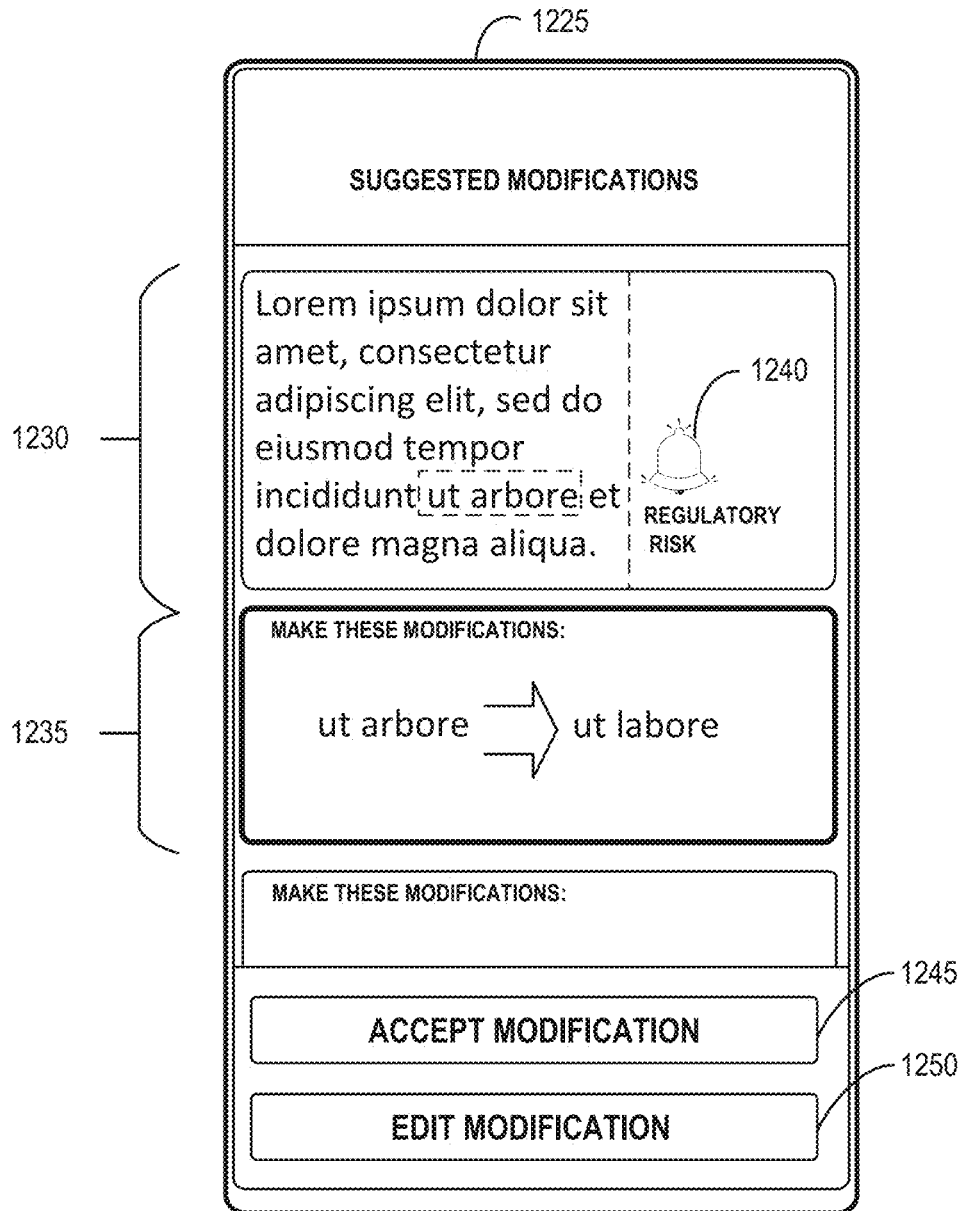 1225
SUGGESTED MODIFICATIONS
Lorem ipsum dolor sit
amet, consectetur
adipiscing elit, sed do
eiusmod tempor
incididunt ut arbore et
dolore magna aliqua.
1240
REGULATORY
RISK
1230
MAKE THESE MODIFICATIONS:
ut arbore ut labore
1235
MAKE THESE MODIFICATIONS:
ACCEPT MODIFICATION
1245
EDIT MODIFICATION
1250